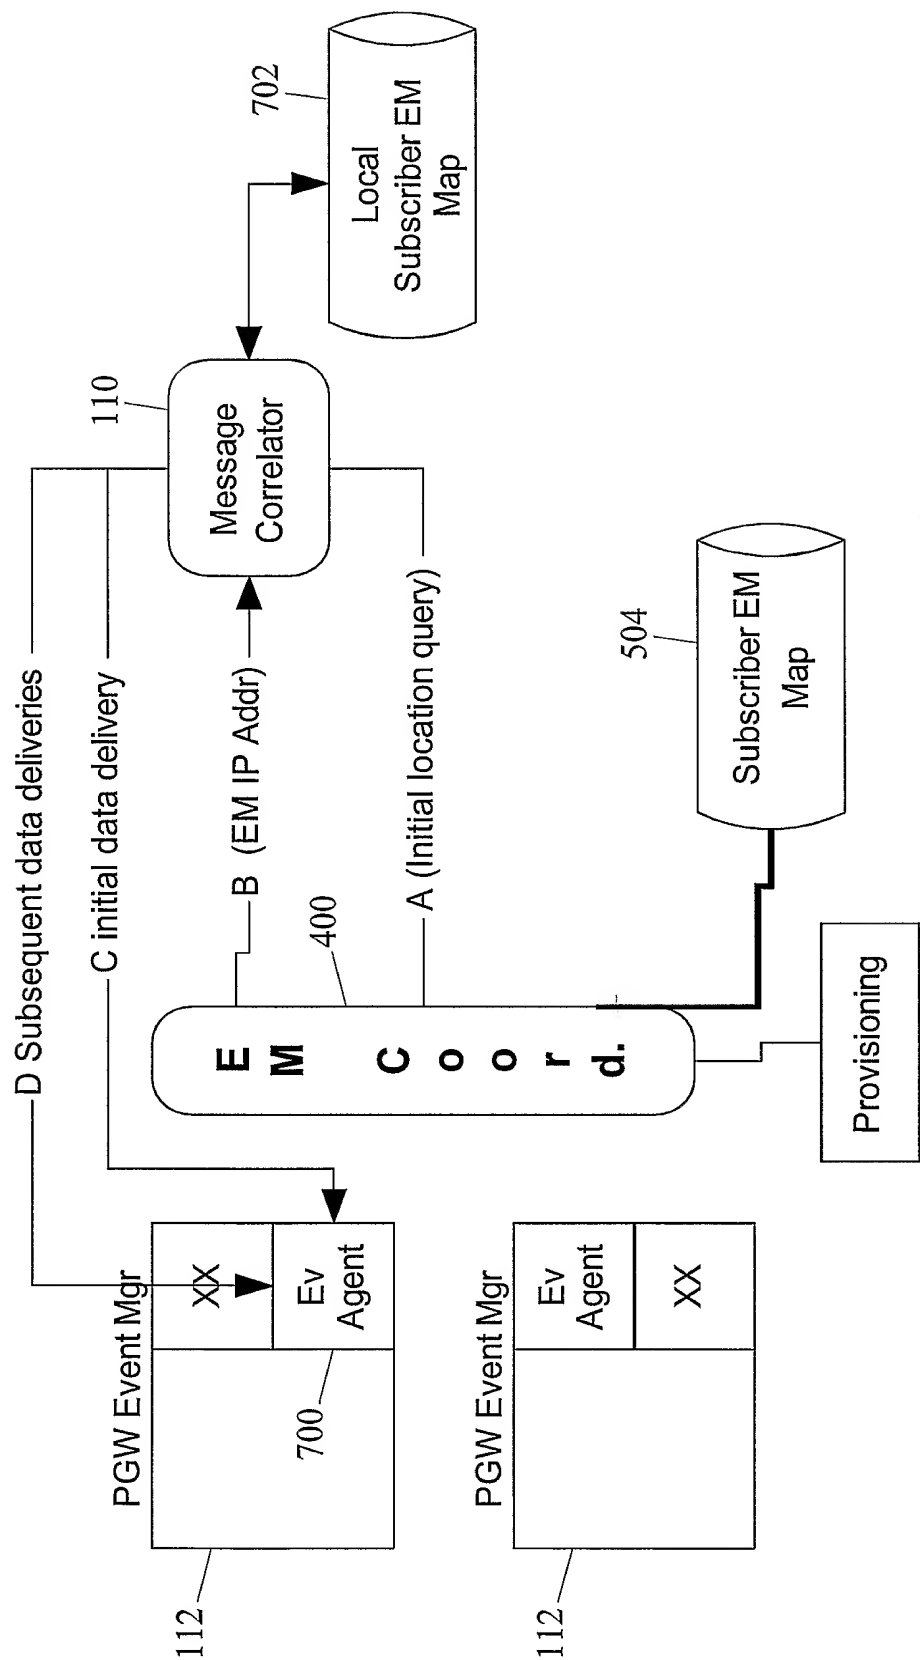 D Subsequent data deliveries
C initial data delivery
PGW Event Mgr
112
XX
Ev
Agent
700
EM Coord.
400
B (EM IP Addr)
A (Initial location query)
110
Message
Correlator
702
Local
Subscriber EM
Map
PGW Event Mgr
112
Ev
Agent
XX
504
Subscriber EM
Map
Provisioning